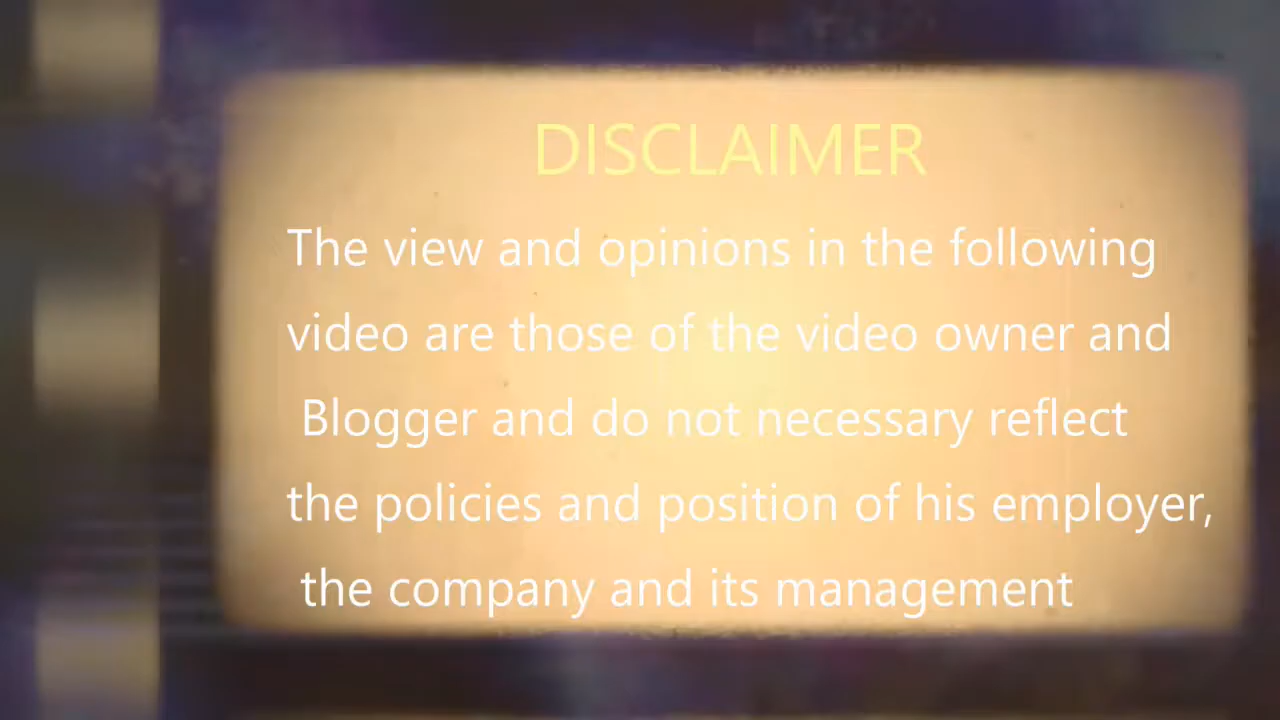 DISCLAIMER
The view and opinions in the following
video are those of the video owner and
Blogger and do not necessary reflect
the policies and position of his employer,
the company and its management